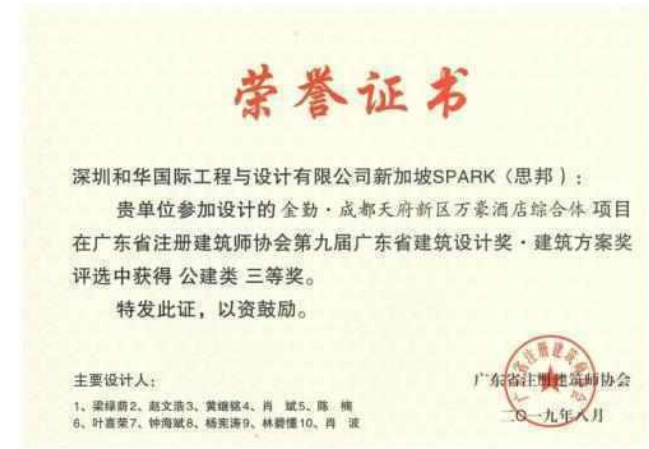 荣誉证书
深圳和华国际工程与设计有限公司新加坡SPARK（思邦）：
贵单位参加设计的 金勤·成都天府新区万豪酒店综合体 项目
在广东省注册建筑师协会第九届广东省建筑设计奖·建筑方案奖
评选中获得 公建类 三等奖。
特发此证，以资鼓励。
主要设计人：
1、梁绿荫2、赵文浩3、黄继铭4、肖 斌5、陈 楠
6、叶喜荣7、钟海斌8、杨宪涛9、林碧懂10、肖 波
广东省注册建筑师协会
二〇一九年八月